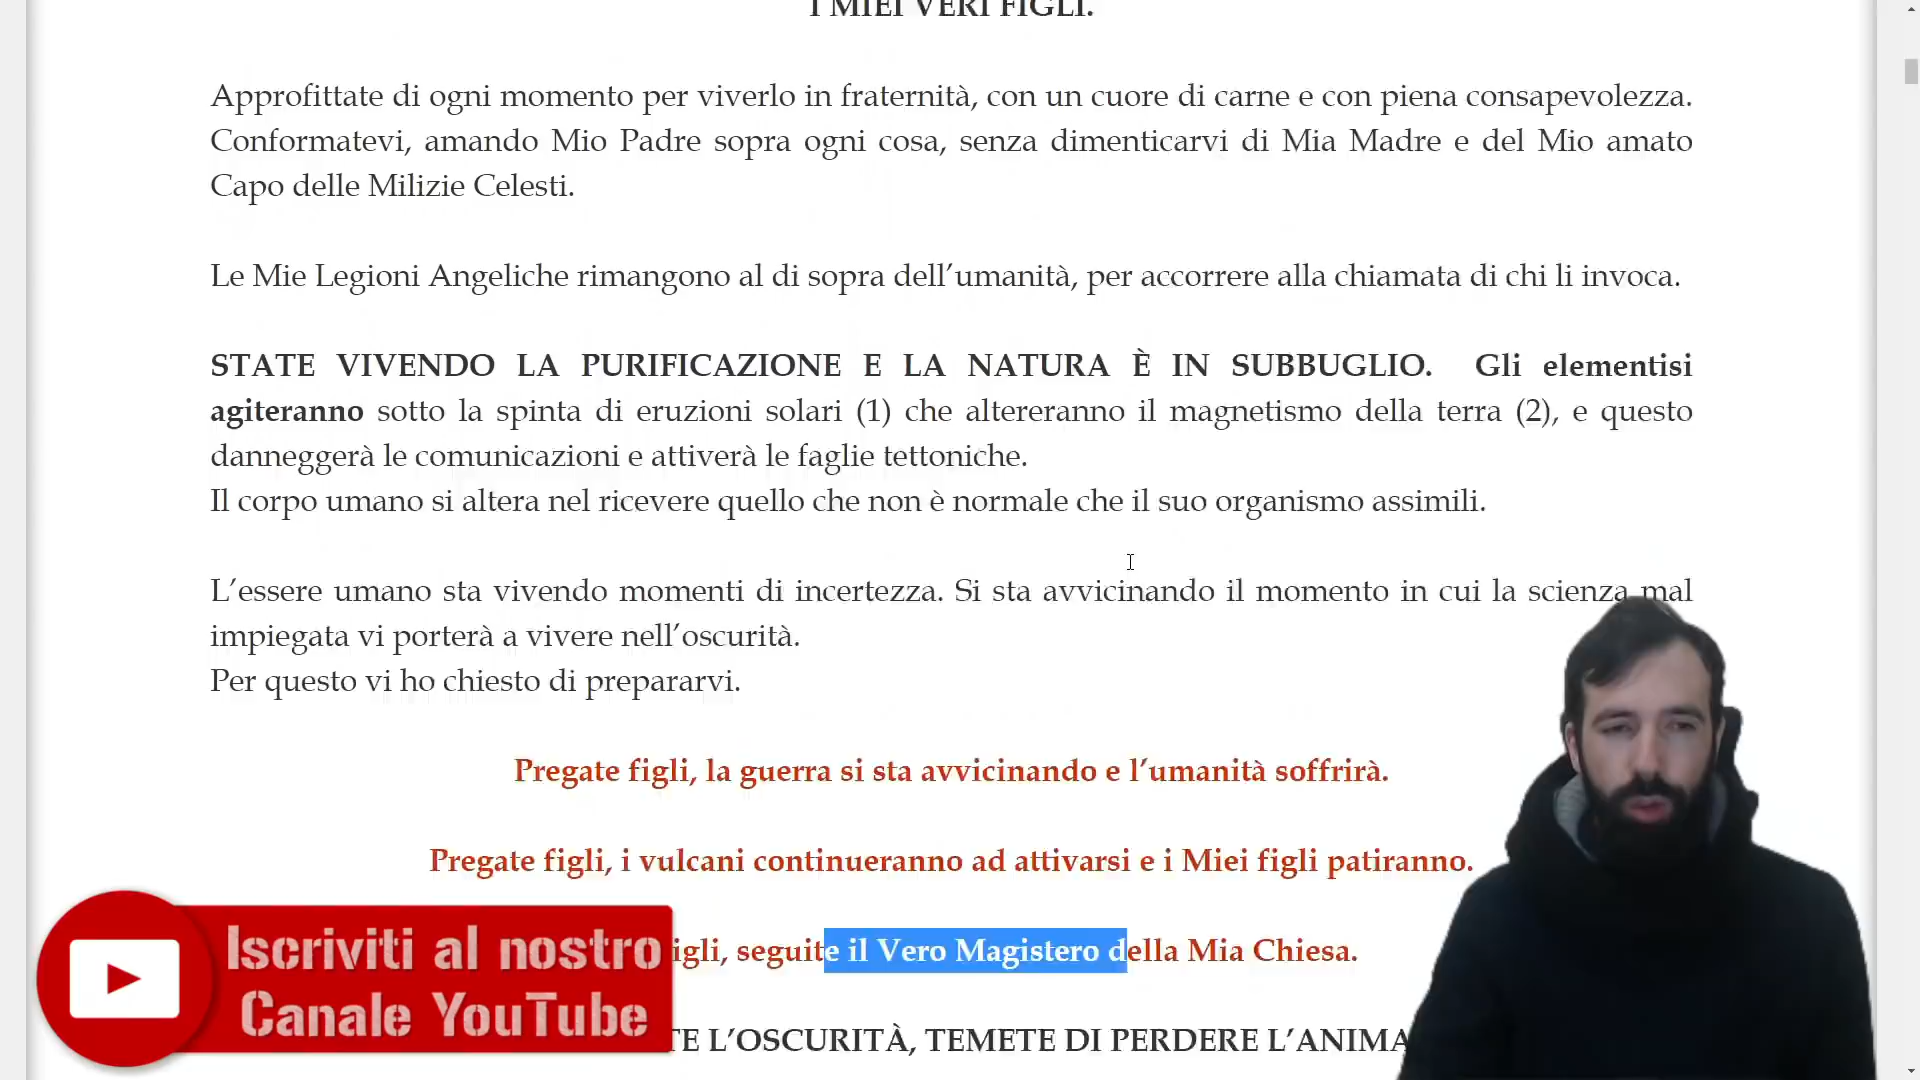 I MIEI VERI FIGLI.
Approfittate di ogni momento per viverlo in fraternità, con un cuore di carne e con piena consapevolezza.
Conformatevi, amando Mio Padre sopra ogni cosa, senza dimenticarvi di Mia Madre e del Mio amato
Capo delle Milizie Celesti.
Le Mie Legioni Angeliche rimangono al di sopra dell’umanità, per accorrere alla chiamata di chi li invoca.
STATE VIVENDO LA PURIFICAZIONE E LA NATURA È IN SUBBUGLIO. Gli elementisi
agiteranno sotto la spinta di eruzioni solari (1) che altereranno il magnetismo della terra (2), e questo
danneggerà le comunicazioni e attiverà le faglie tettoniche.
Il corpo umano si altera nel ricevere quello che non è normale che il suo organismo assimili.
L’essere umano sta vivendo momenti di incertezza. Si sta avvicinando il momento in cui la scienza mal
impiegata vi porterà a vivere nell’oscurità.
Per questo vi ho chiesto di prepararvi.
Pregate figli, la guerra si sta avvicinando e l’umanità soffrirà.
Pregate figli, i vulcani continueranno ad attivarsi e i Miei figli patiranno.
igli, seguite il Vero Magistero della Mia Chiesa.
TE L’OSCURITÀ, TEMETE DI PERDERE L’ANIMA
Iscriviti al nostro
Canale YouTube